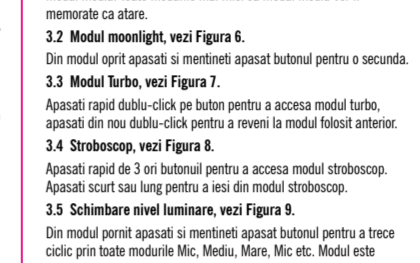 memorate ca atare.
3.2 Modul moonlight, vezi Figura 6.
Din modul oprit apasati si mentineti apasat butonul pentru o secunda.
3.3 Modul Turbo, vezi Figura 7.
Apasati rapid dublu-click pe buton pentru a accesa modul turbo,
apasati din nou dublu-click pentru a reveni la modul folosit anterior.
3.4 Stroboscop, vezi Figura 8.
Apasati rapid de 3 ori butonuil pentru a accesa modul stroboscop.
Apasati scurt sau lung pentru a iesi din modul stroboscop.
3.5 Schimbare nivel luminare, vezi Figura 9.
Din modul pornit apasati si mentineti apasat butonul pentru a trece
ciclic prin toate modurile Mic, Mediu, Mare, Mic etc. Modul este